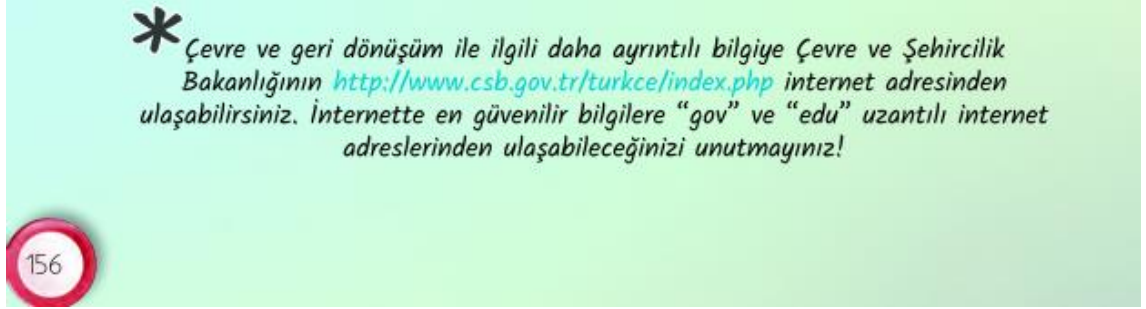 *Çevre ve geri dönüşüm ile ilgili daha ayrıntılı bilgiye Çevre ve Şehircilik
Bakanlığının http://www.csb.gov.tr/turkce/index.php internet adresinden
ulaşabilirsiniz. İnternette en güvenilir bilgilere “gov” ve “edu” uzantılı internet
adreslerinden ulaşabileceğinizi unutmayınız!
156